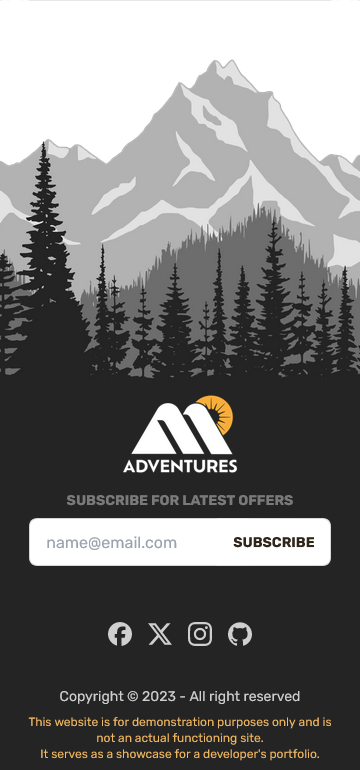 ADVENTURES
SUBSCRIBE FOR LATEST OFFERS
name@email.com SUBSCRIBE
Copyright © 2023 - All right reserved
This website is for demonstration purposes only and is
not an actual functioning site.
It serves as a showcase for a developer's portfolio.